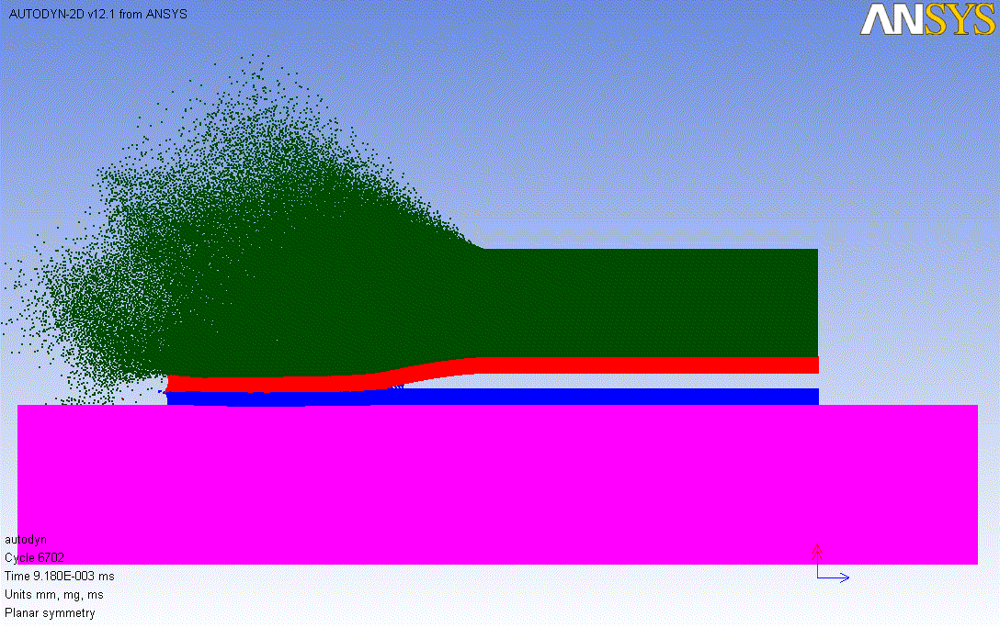 AUTODYN-2D v12.1 from ANSYS
ANSYS
autodyn
Cycle 6702
Time 9.180E-003 ms
Units mm, mg, ms
Planar symmetry